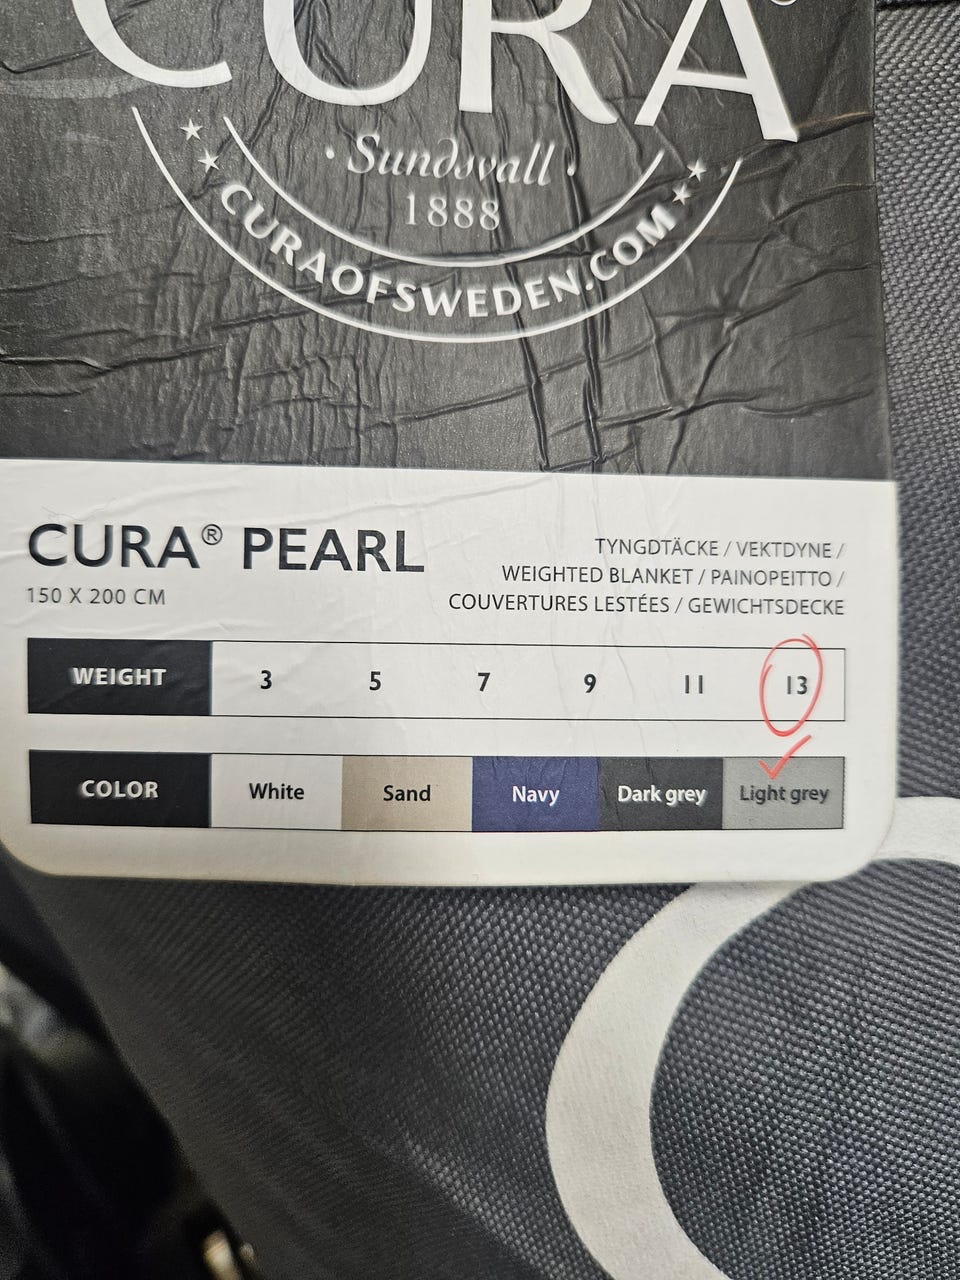 CURA®
· Sundsvall ·
1888
CURAOFSWEDEN.COM
CURA® PEARL
150 X 200 CM
TYNGDTÄCKE / VEKTDYNE /
WEIGHTED BLANKET / PAINOPEITTO /
COUVERTURES LESTÉES / GEWICHTSDECKE
WEIGHT 3 5 7 9 11 13
COLOR White Sand Navy Dark grey Light grey